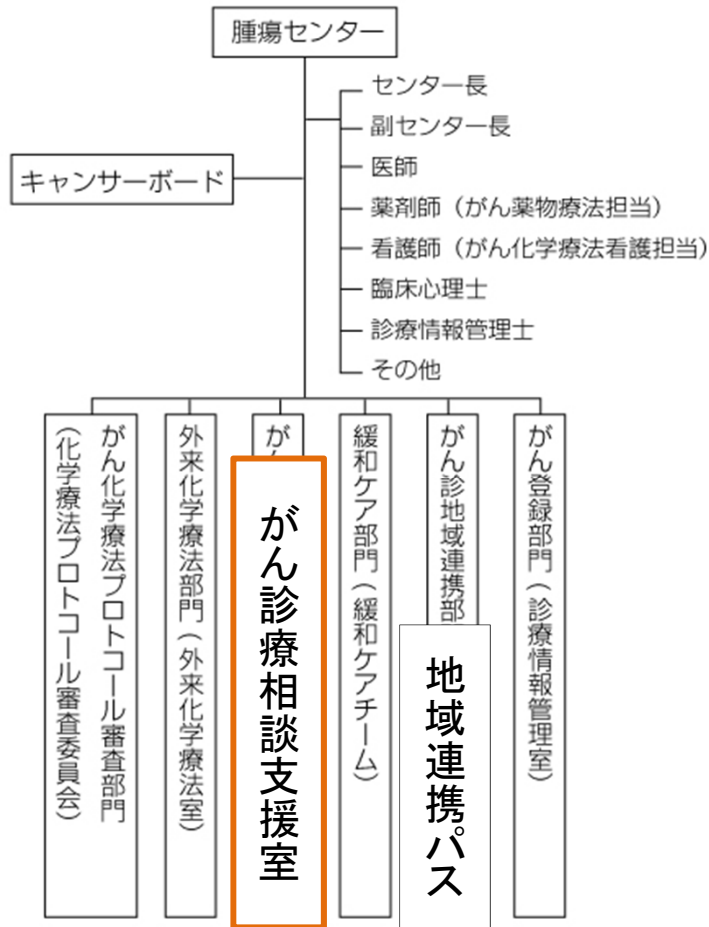 腫瘍センター
センター長
副センター長
医師
薬剤師（がん薬物療法担当）
看護師（がん化学療法看護担当）
臨床心理士
診療情報管理士
その他
キャンサーボード
がん化学療法プロトコール審査部門
（化学療法プロトコール審査委員会）
外来化学療法部門（外来化学療法室）
がん
がん診療相談支援室
緩和ケア部門（緩和ケアチーム）
がん診地域連携部
地域連携パス
がん登録部門（診療情報管理室）